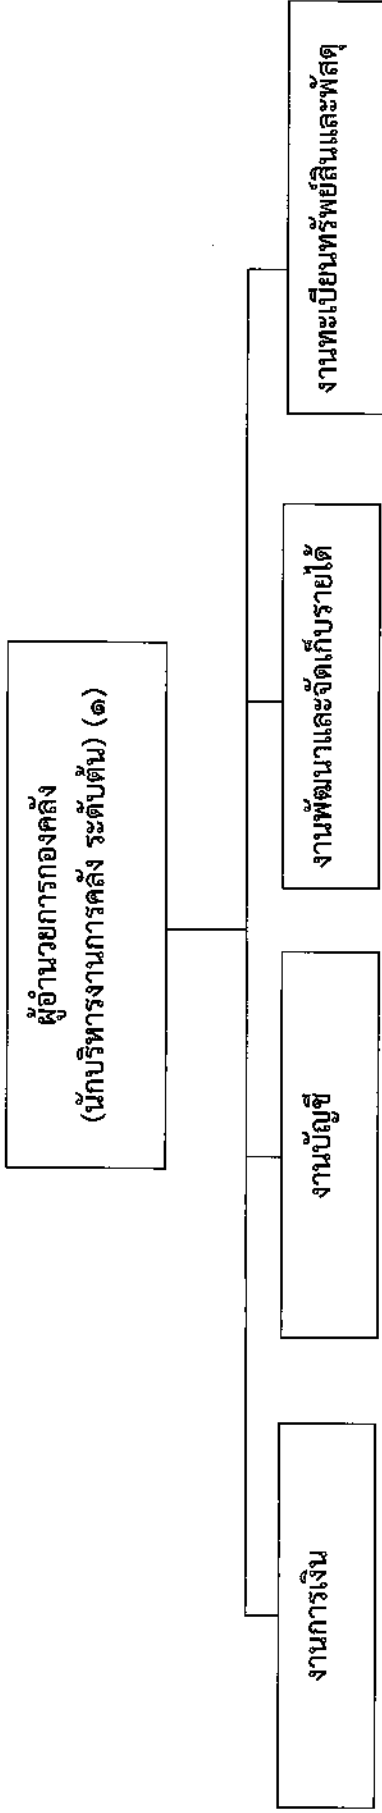 ผู้อำนวยการกองคลัง
(นักบริหารงานการคลัง ระดับต้น) (๑)
งานการเงิน
งานบัญชี
งานพัฒนาและจัดเก็บรายได้
งานทะเบียนทรัพย์สินและพัสดุ